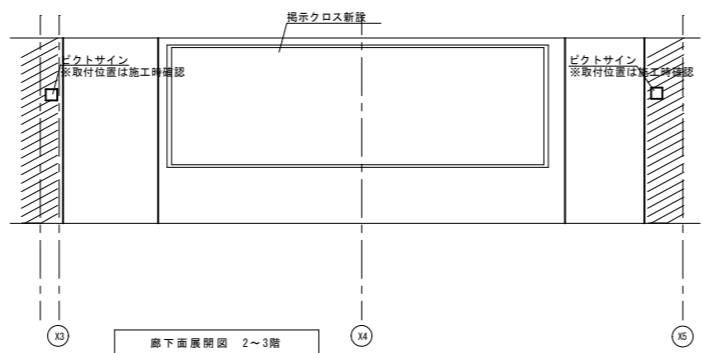 掲示クロス新設
ピクトサイン
※取付位置は施工時確認
ピクトサイン
※取付位置は施工時確認
X3
X4
X5
廊下面展開図 2～3階